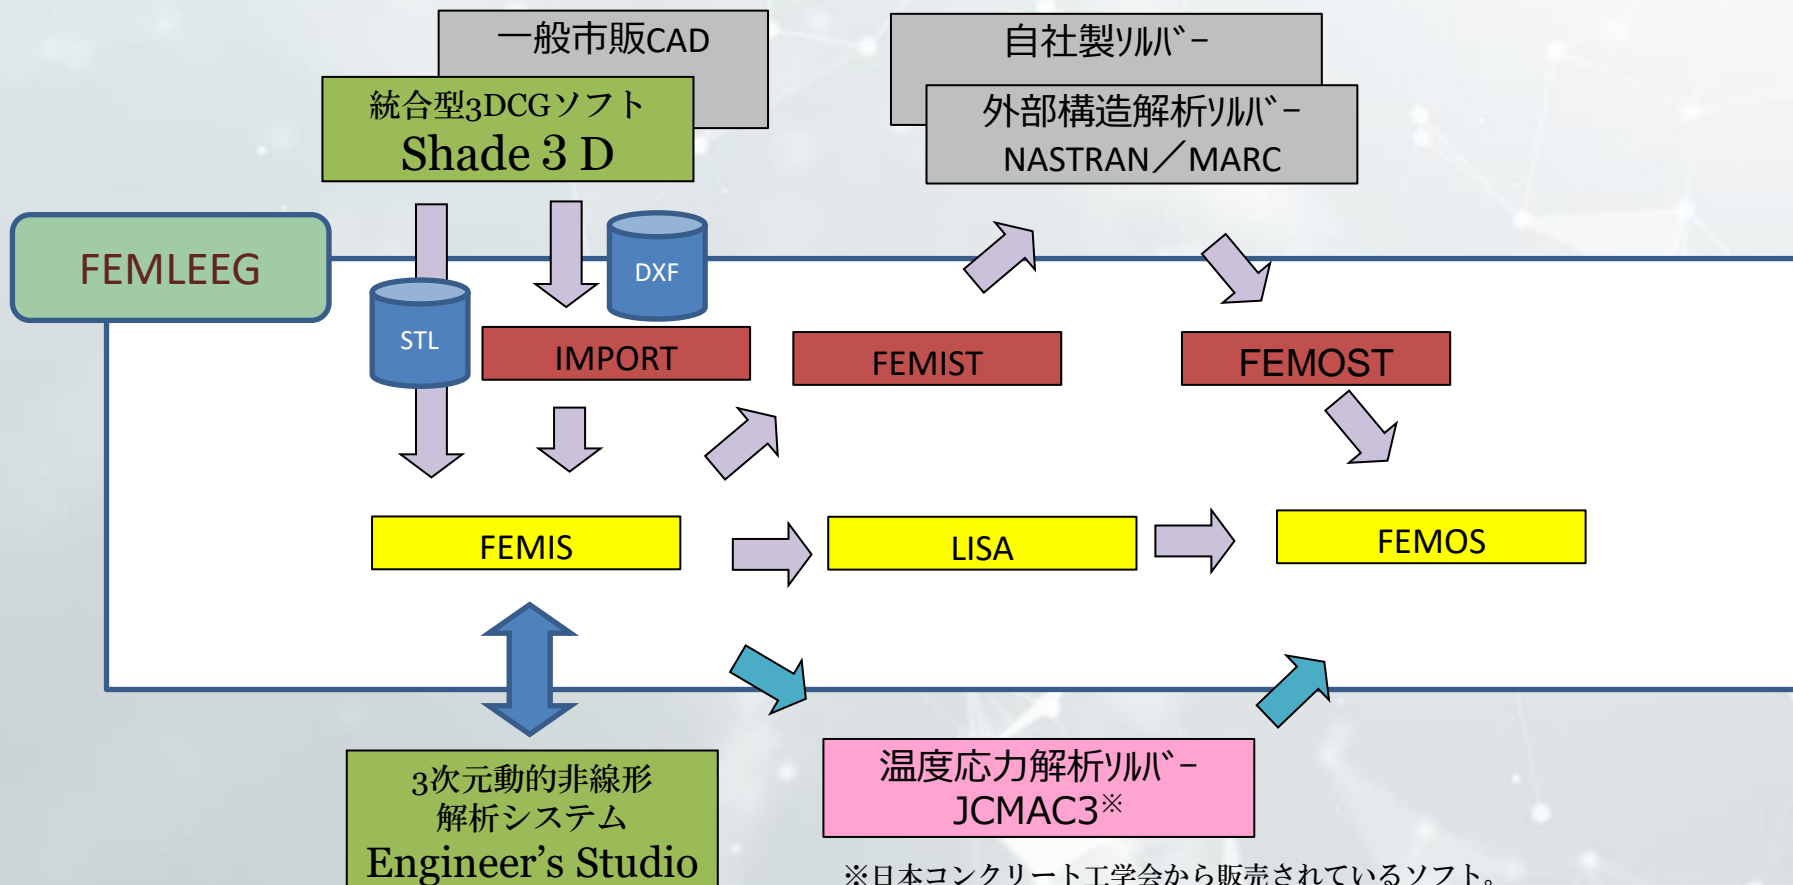 一般市販CAD
統合型3DCGソフト
Shade 3 D
自社製ｿﾙﾊﾞｰ
外部構造解析ｿﾙﾊﾞｰ
NASTRAN／MARC
FEMLEEG
DXF
STL
IMPORT
FEMIST
FEMOST
FEMIS
LISA
FEMOS
3次元動的非線形
解析システム
Engineer's Studio
温度応力解析ｿﾙﾊﾞｰ
JCMAC3※
※日本コンクリート工学会から販売されているソフト。